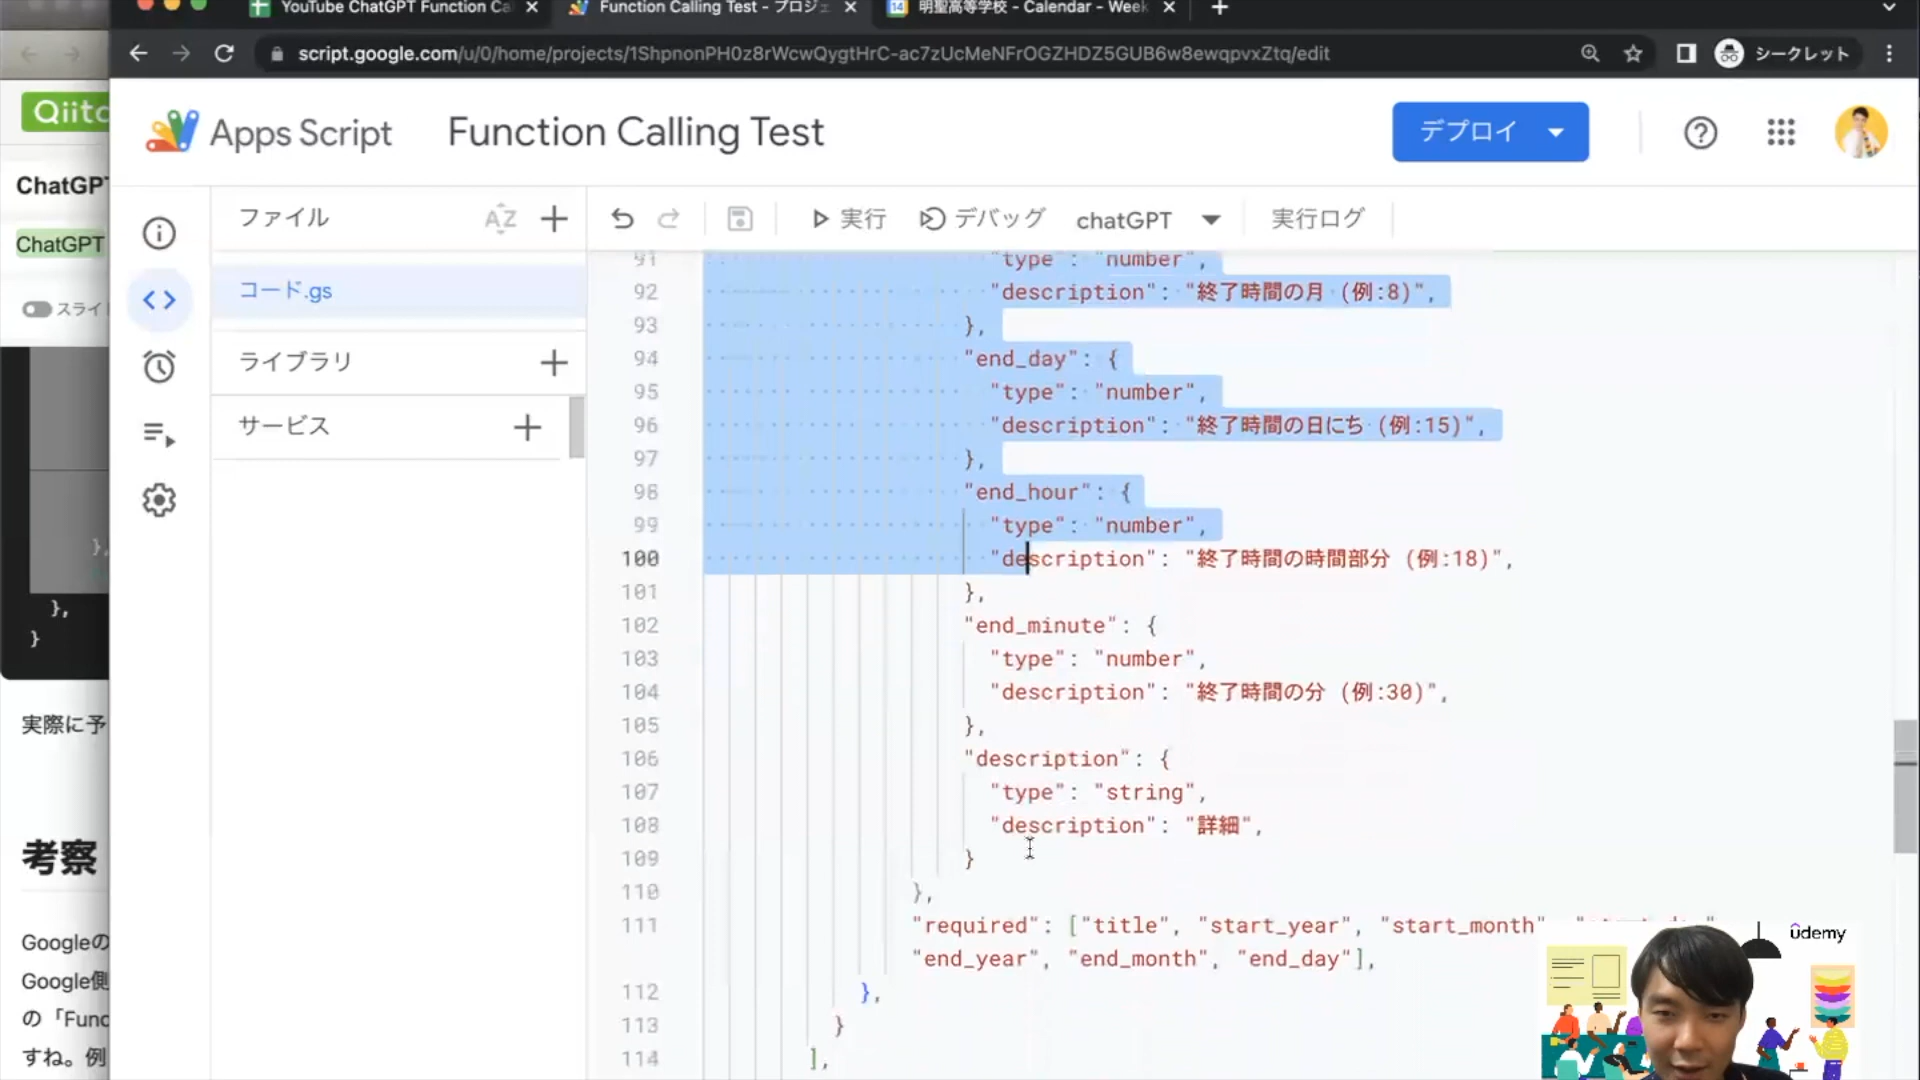 YouTube ChatGPT Function Ca
Function Calling Test - プロジェ
14
明聖高等学校 - Calendar - Week
script.google.com/u/0/home/projects/1ShpnonPH0z8rWcwQygtHrC-ac7zUcMeNFrOGZHDZ5GUB6w8ewqpvxZtq/edit
シークレット
Qiita
Apps Script
Function Calling Test
デプロイ
ChatGPT
ChatGPT
スライド
ファイル
AZ
実行
デバッグ
chatGPT
実行ログ
コード.gs
ライブラリ
サービス
},
},
}
実際に予
考察
Googleの
Google側
の「Func
すね。例
91 "type": "number",
92 "description": "終了時間の月 (例:8)",
93 },
94 "end_day": {
95 "type": "number",
96 "description": "終了時間の日にち (例:15)",
97 },
98 "end_hour": {
99 "type": "number",
100 "description": "終了時間の時間部分 (例:18)",
101 },
102 "end_minute": {
103 "type": "number",
104 "description": "終了時間の分 (例:30)",
105 },
106 "description": {
107 "type": "string",
108 "description": "詳細",
109 }
110 },
111 "required": ["title", "start_year", "start_month",
"end_year", "end_month", "end_day"],
112 },
113 }
114 ],
ûdemy